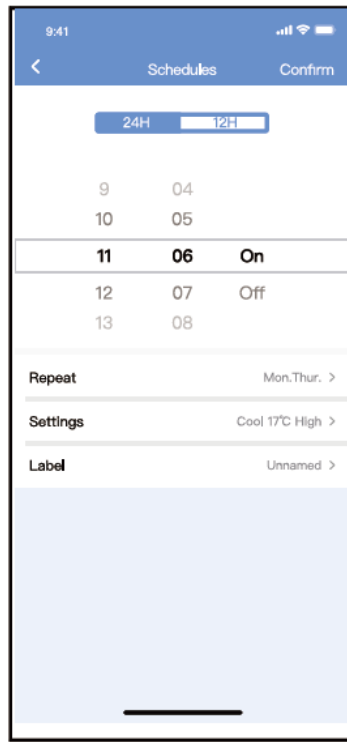 9:41
Schedules Confirm
24H 12H
9 04
10 05
11 06 On
12 07 Off
13 08
Repeat Mon.Thur. >
Settings Cool 17℃ High >
Label Unnamed >